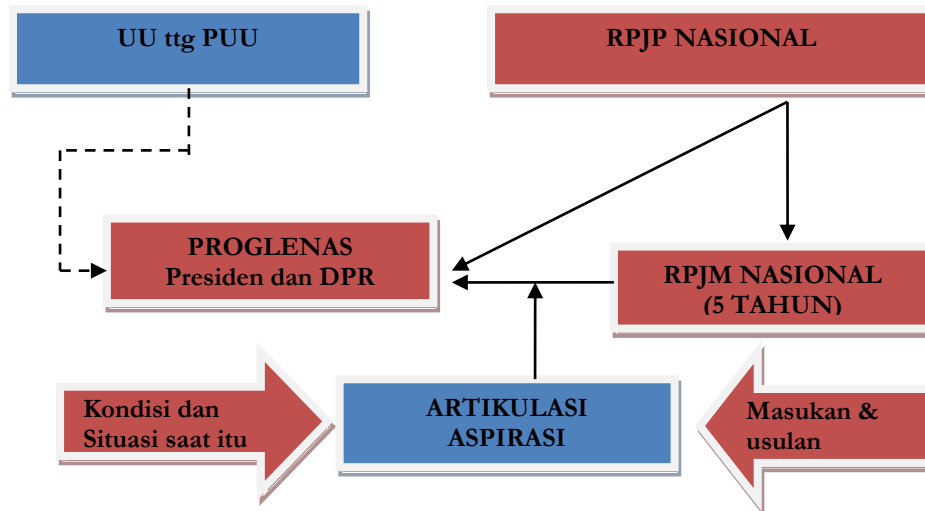 UU ttg PUU
RPJP NASIONAL
PROGLENAS
Presiden dan DPR
RPJM NASIONAL
(5 TAHUN)
Kondisi dan
Situasi saat itu
ARTIKULASI
ASPIRASI
Masukan &
usulan